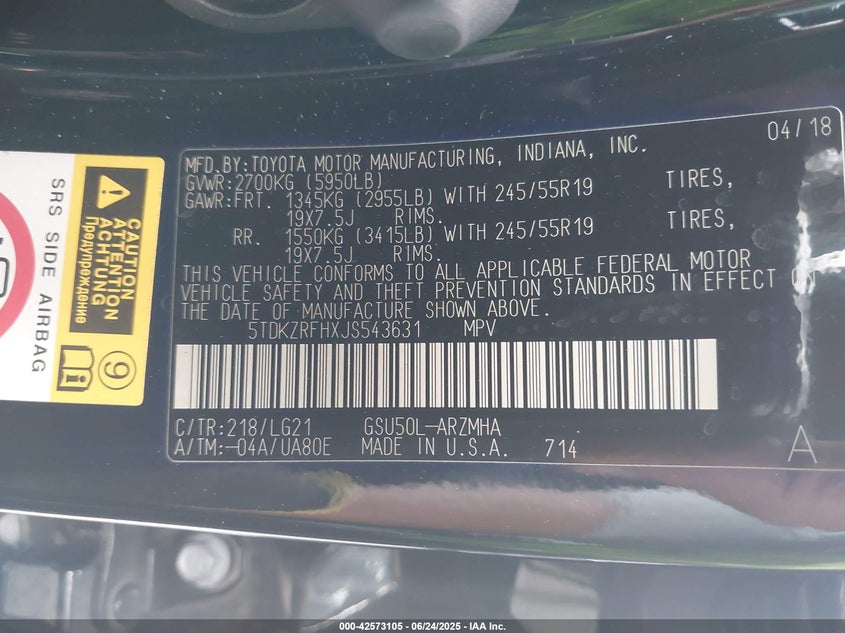 04/18
MFD.BY:TOYOTA MOTOR MANUFACTURING, INDIANA, INC.
GVWR:2700KG (5950LB)
GAWR:FRT. 1345KG (2955LB) WITH 245/55R19 TIRES,
19X7.5J RIMS.
RR. 1550KG (3415LB) WITH 245/55R19 TIRES,
19X7.5J RIMS.
THIS VEHICLE CONFORMS TO ALL APPLICABLE FEDERAL MOTOR
VEHICLE SAFETY AND THEFT PREVENTION STANDARDS IN EFFECT ON
THE DATE OF MANUFACTURE SHOWN ABOVE.
5TDKZRFHXJS543631 MPV
C/TR:218/LG21 GSU50L-ARZMHA
A/TM:-04A/UA80E MADE IN U.S.A. 714
A
SRS SIDE AIRBAG
CAUTION
ATTENTION
ACHTUNG
Предупреждение
9
000-42573105 - 06/24/2025 - IAA Inc.